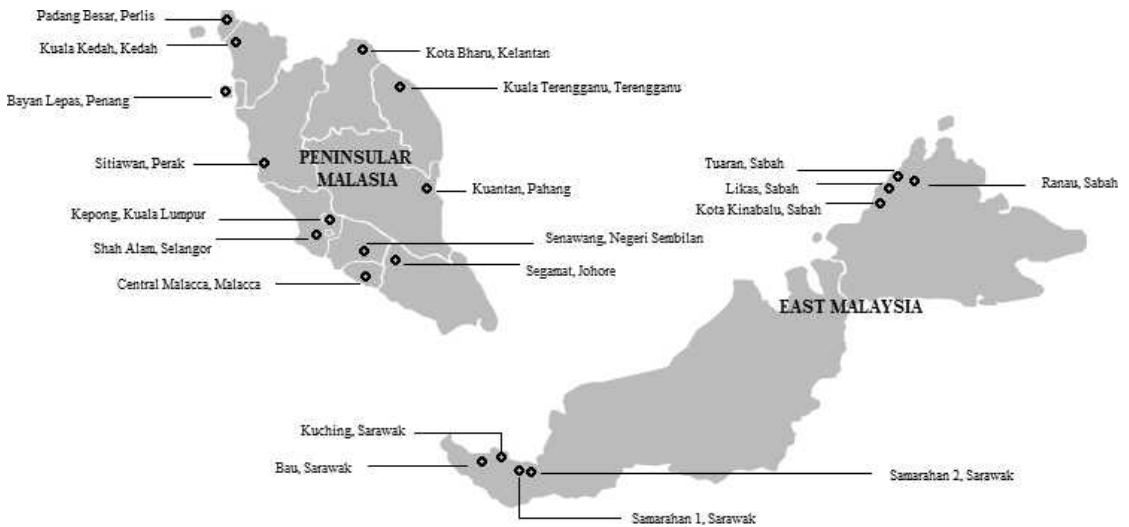 Padang Besar, Perlis
Kuala Kedah, Kedah
Kota Bharu, Kelantan
Kuala Terengganu, Terengganu
Bayan Lepas, Penang
PENINSULAR
MALASIA
Sitiawan, Perak
Kuantan, Pahang
Tuaran, Sabah
Likas, Sabah
Ranau, Sabah
Kota Kinabalu, Sabah
Kepong, Kuala Lumpur
Shah Alam, Selangor
Senawang, Negeri Sembilan
Segamat, Johore
Central Malacca, Malacca
EAST MALAYSIA
Kuching, Sarawak
Bau, Sarawak
Samarahan 2, Sarawak
Samarahan 1, Sarawak